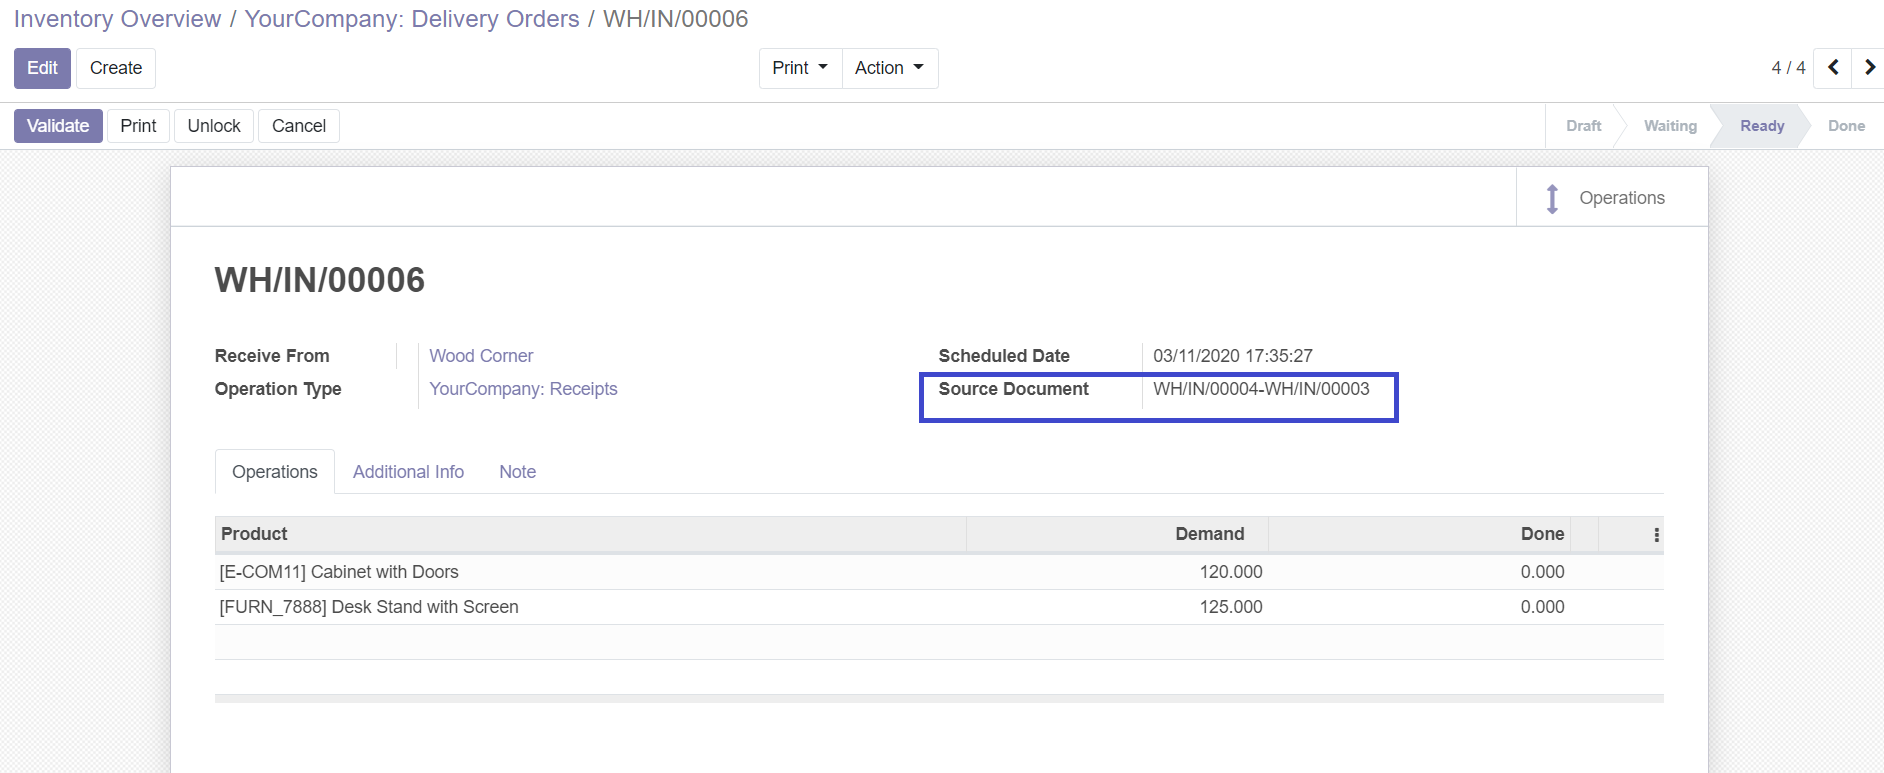 Inventory Overview / YourCompany: Delivery Orders / WH/IN/00006
Edit Create Print Action 4 / 4
Validate Print Unlock Cancel Draft Waiting Ready Done
Operations
WH/IN/00006
Receive From Wood Corner Scheduled Date 03/11/2020 17:35:27
Operation Type YourCompany: Receipts Source Document WH/IN/00004-WH/IN/00003
Operations Additional Info Note
Product Demand Done
[E-COM11] Cabinet with Doors 120.000 0.000
[FURN_7888] Desk Stand with Screen 125.000 0.000